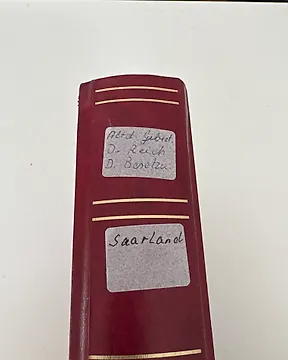 Abst. Gebiet.
D. Reich
D. Besetzu
Saarland